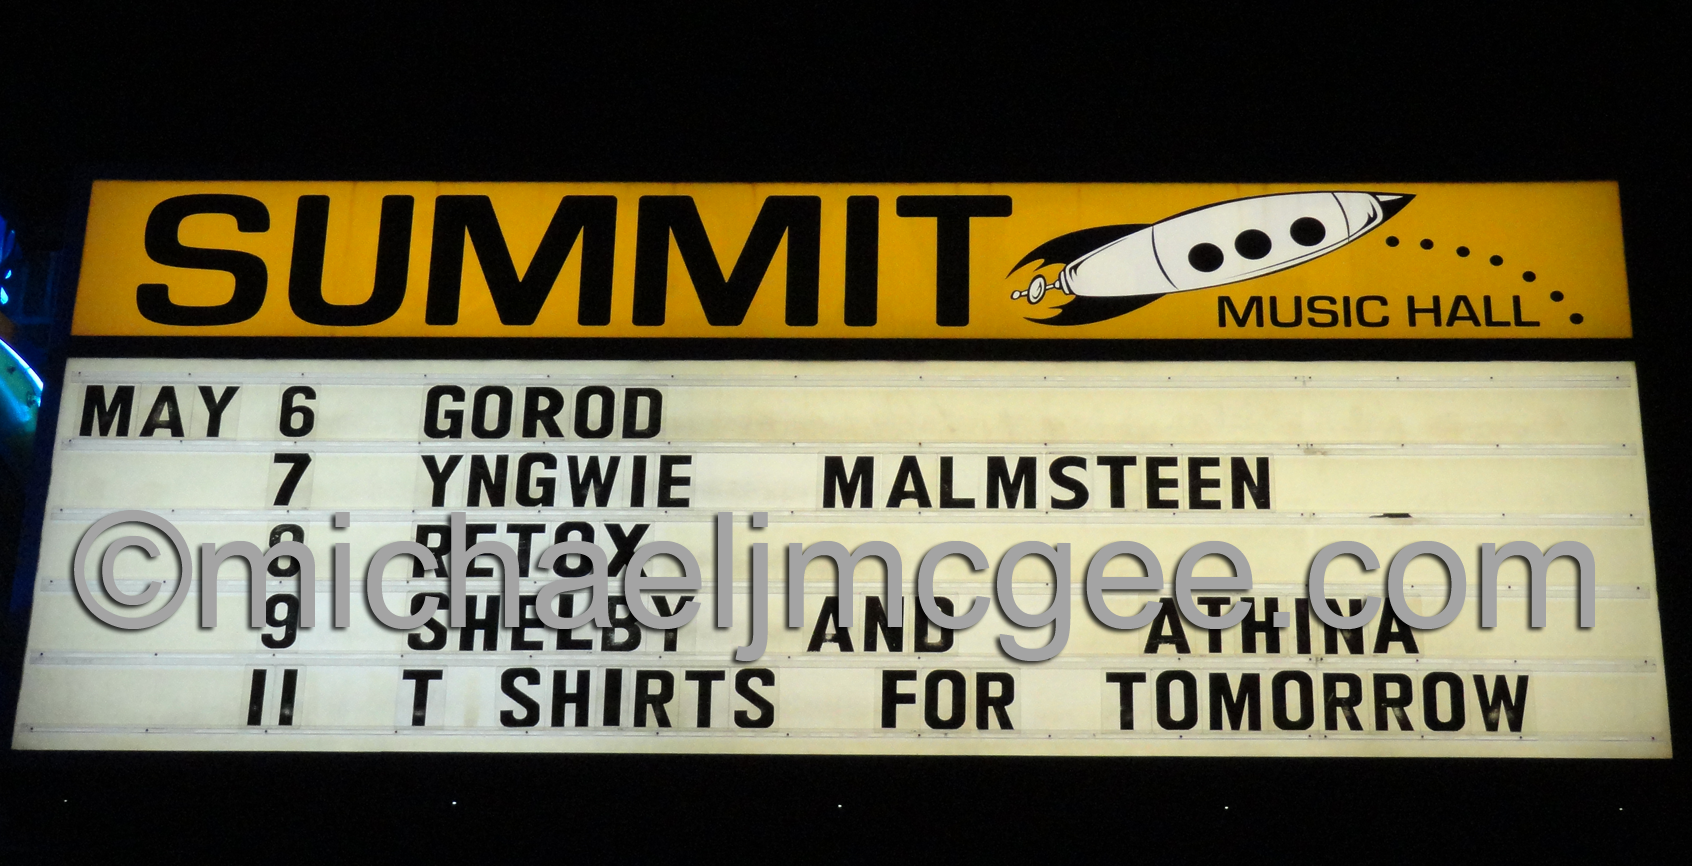 SUMMIT
MUSIC HALL
MAY 6 GOROD
7 YNGWIE MALMSTEEN
8 RETOX
©michaeljmcgee.com
9 SHELBY AND ATHINA
11 T SHIRTS FOR TOMORROW